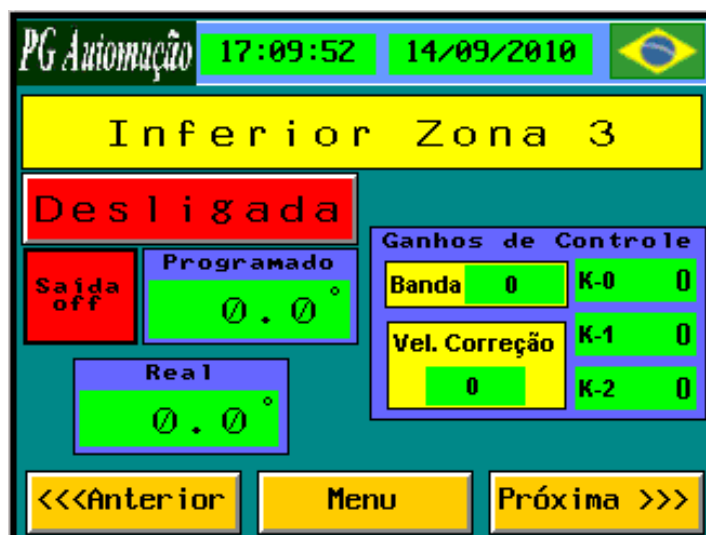 PG Automação 17:09:52 14/09/2010
Inferior Zona 3
Desligada
Saída
off
Programado
0.0°
Real
0.0°
Ganhos de Controle
Banda 0
Vel. Correção
0
K-0 0
K-1 0
K-2 0
<<<Anterior
Menu
Próxima >>>